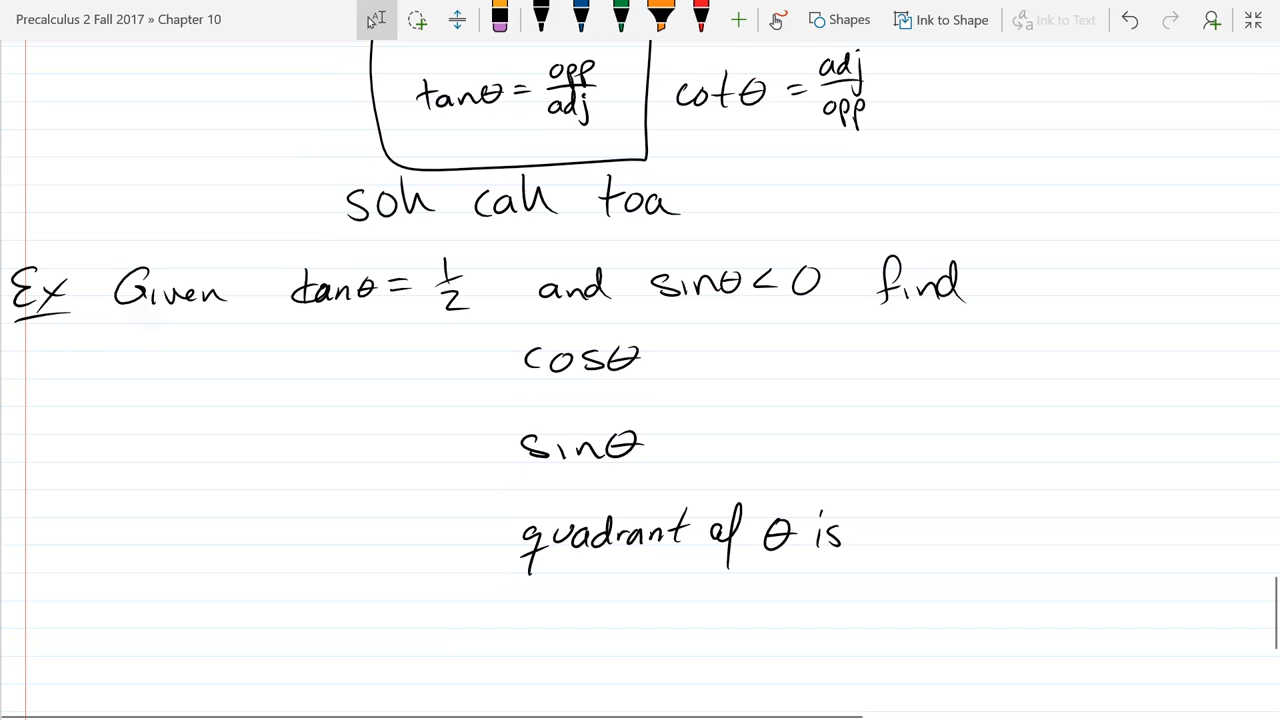 Precalculus 2 Fall 2017 » Chapter 10
Shapes
Ink to Shape
Ink to Text
tanθ = opp/adj
cotθ = adj/opp
soh cah toa
Ex Given tanθ = 1/2 and sinθ < 0 find
cosθ
sinθ
quadrant of θ is